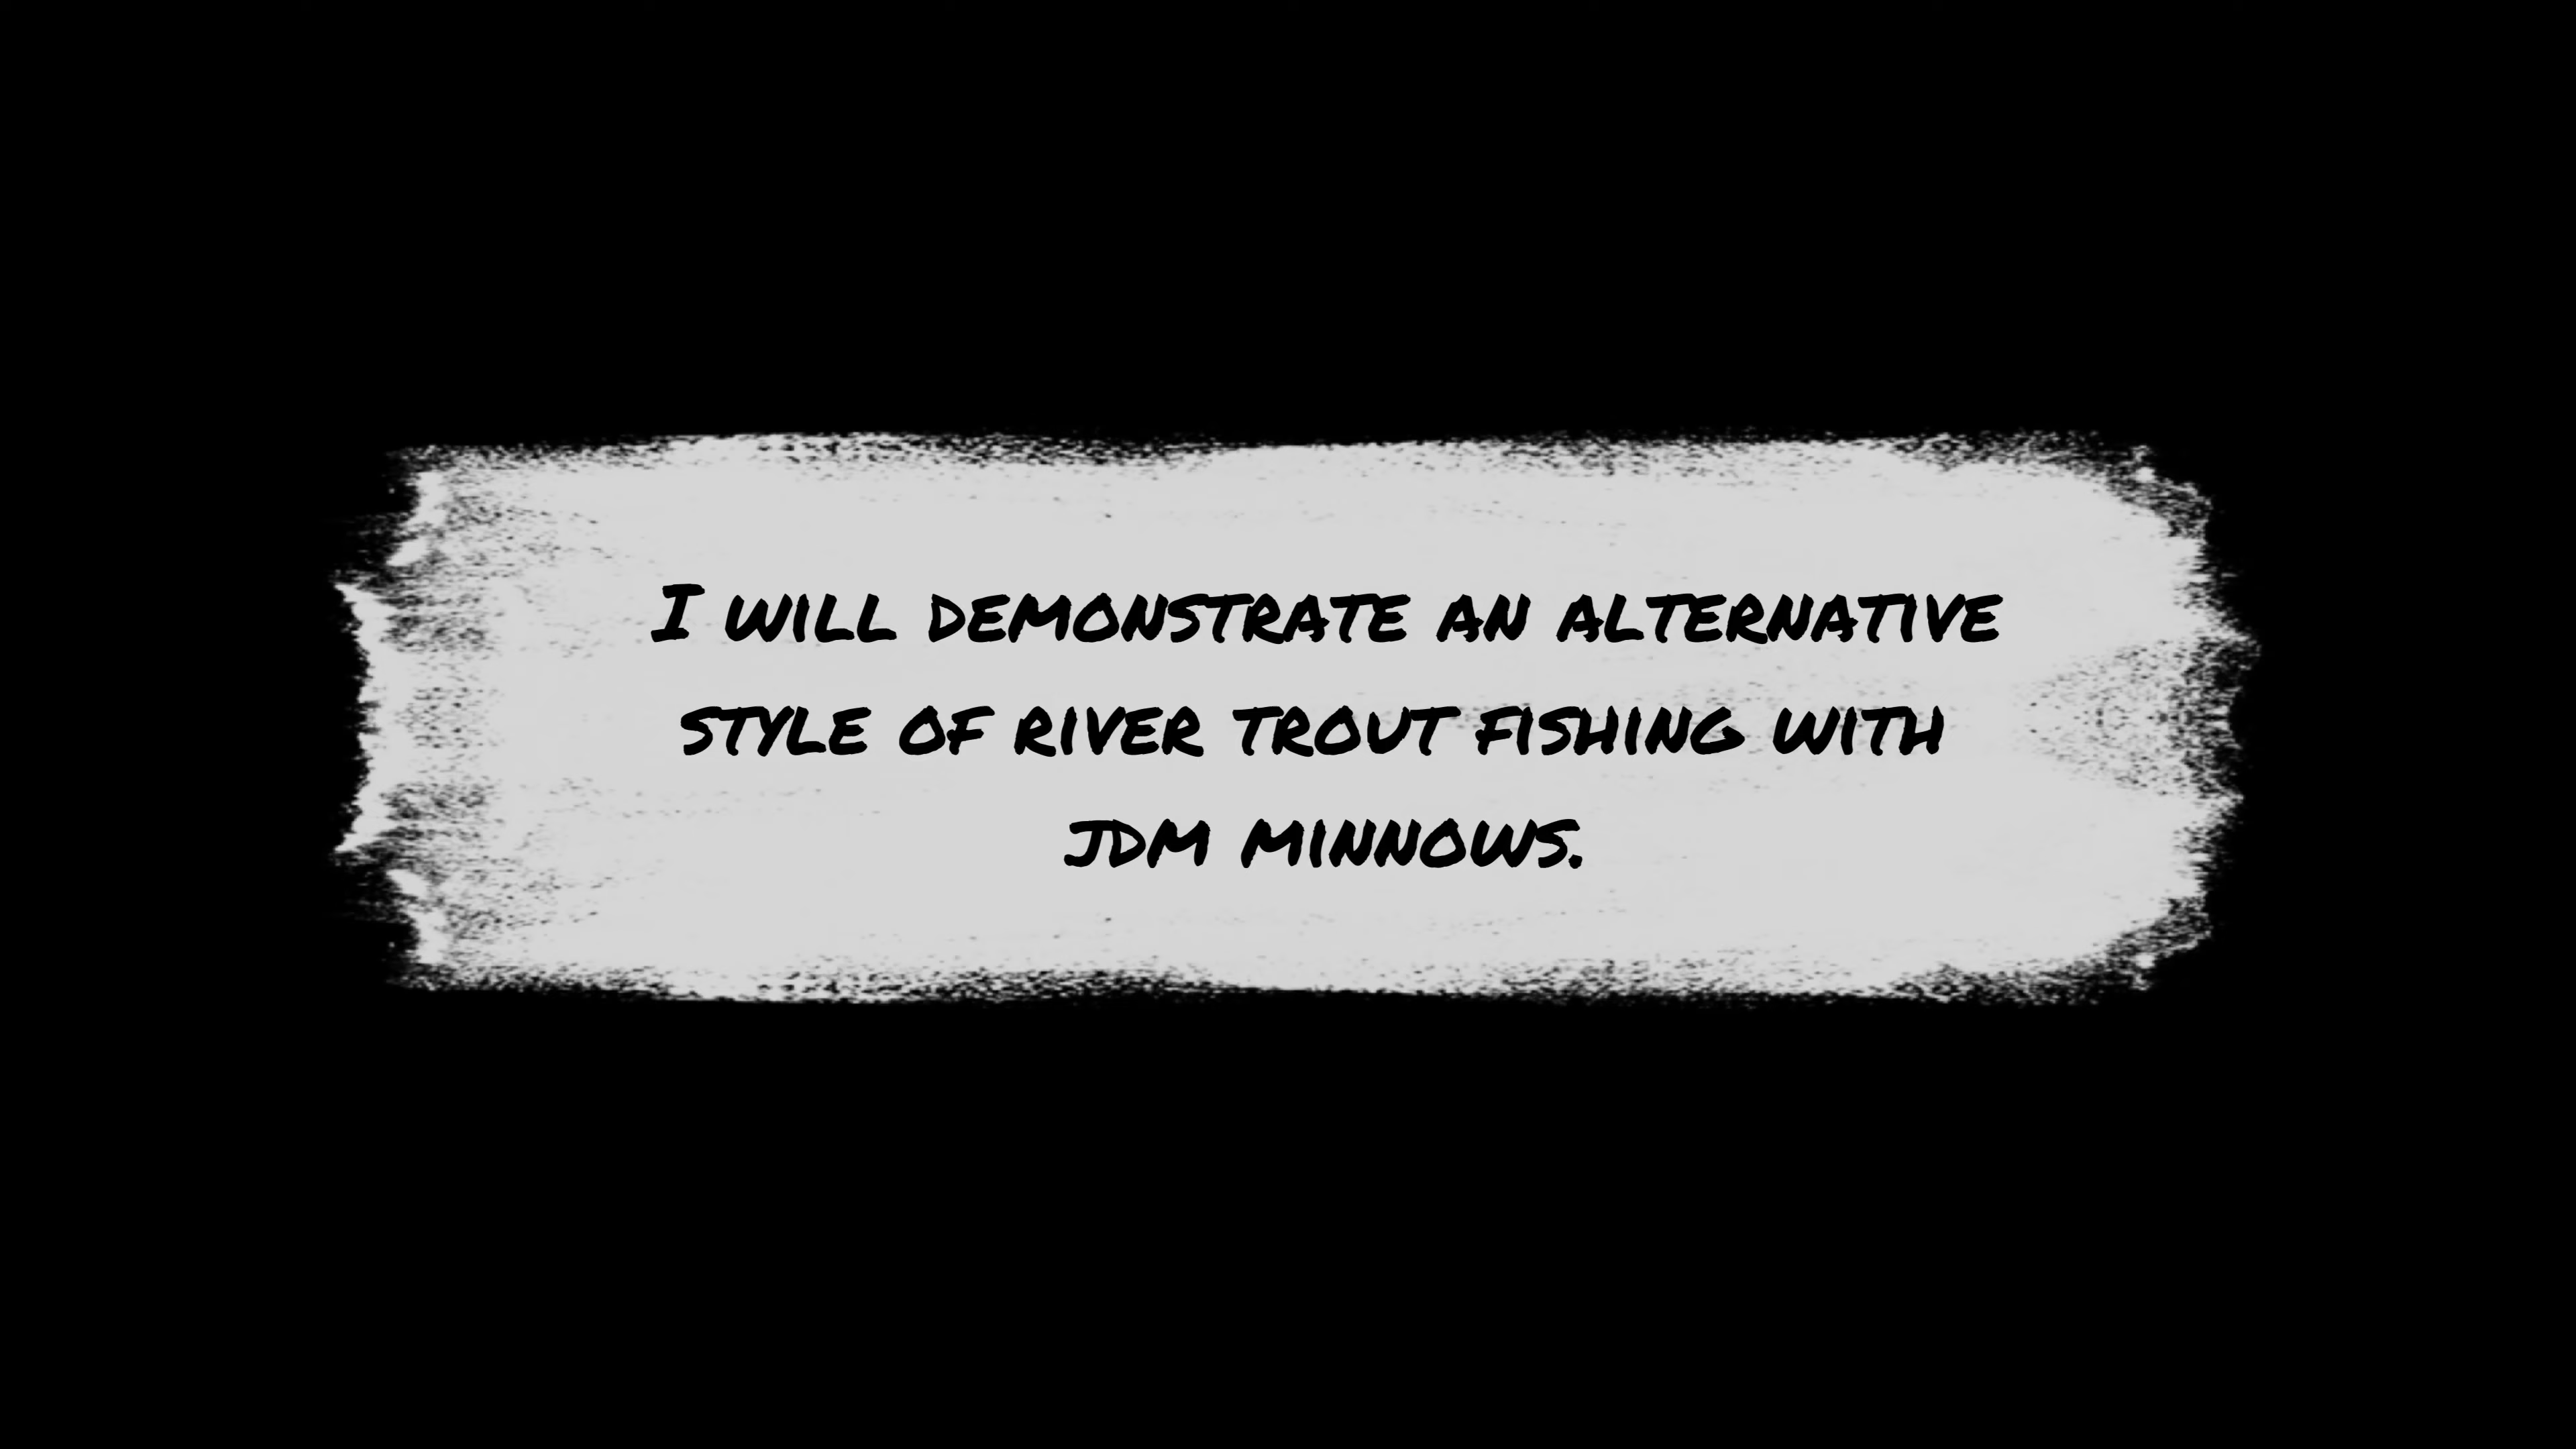 I will demonstrate an alternative
style of river trout fishing with
jdm minnows.